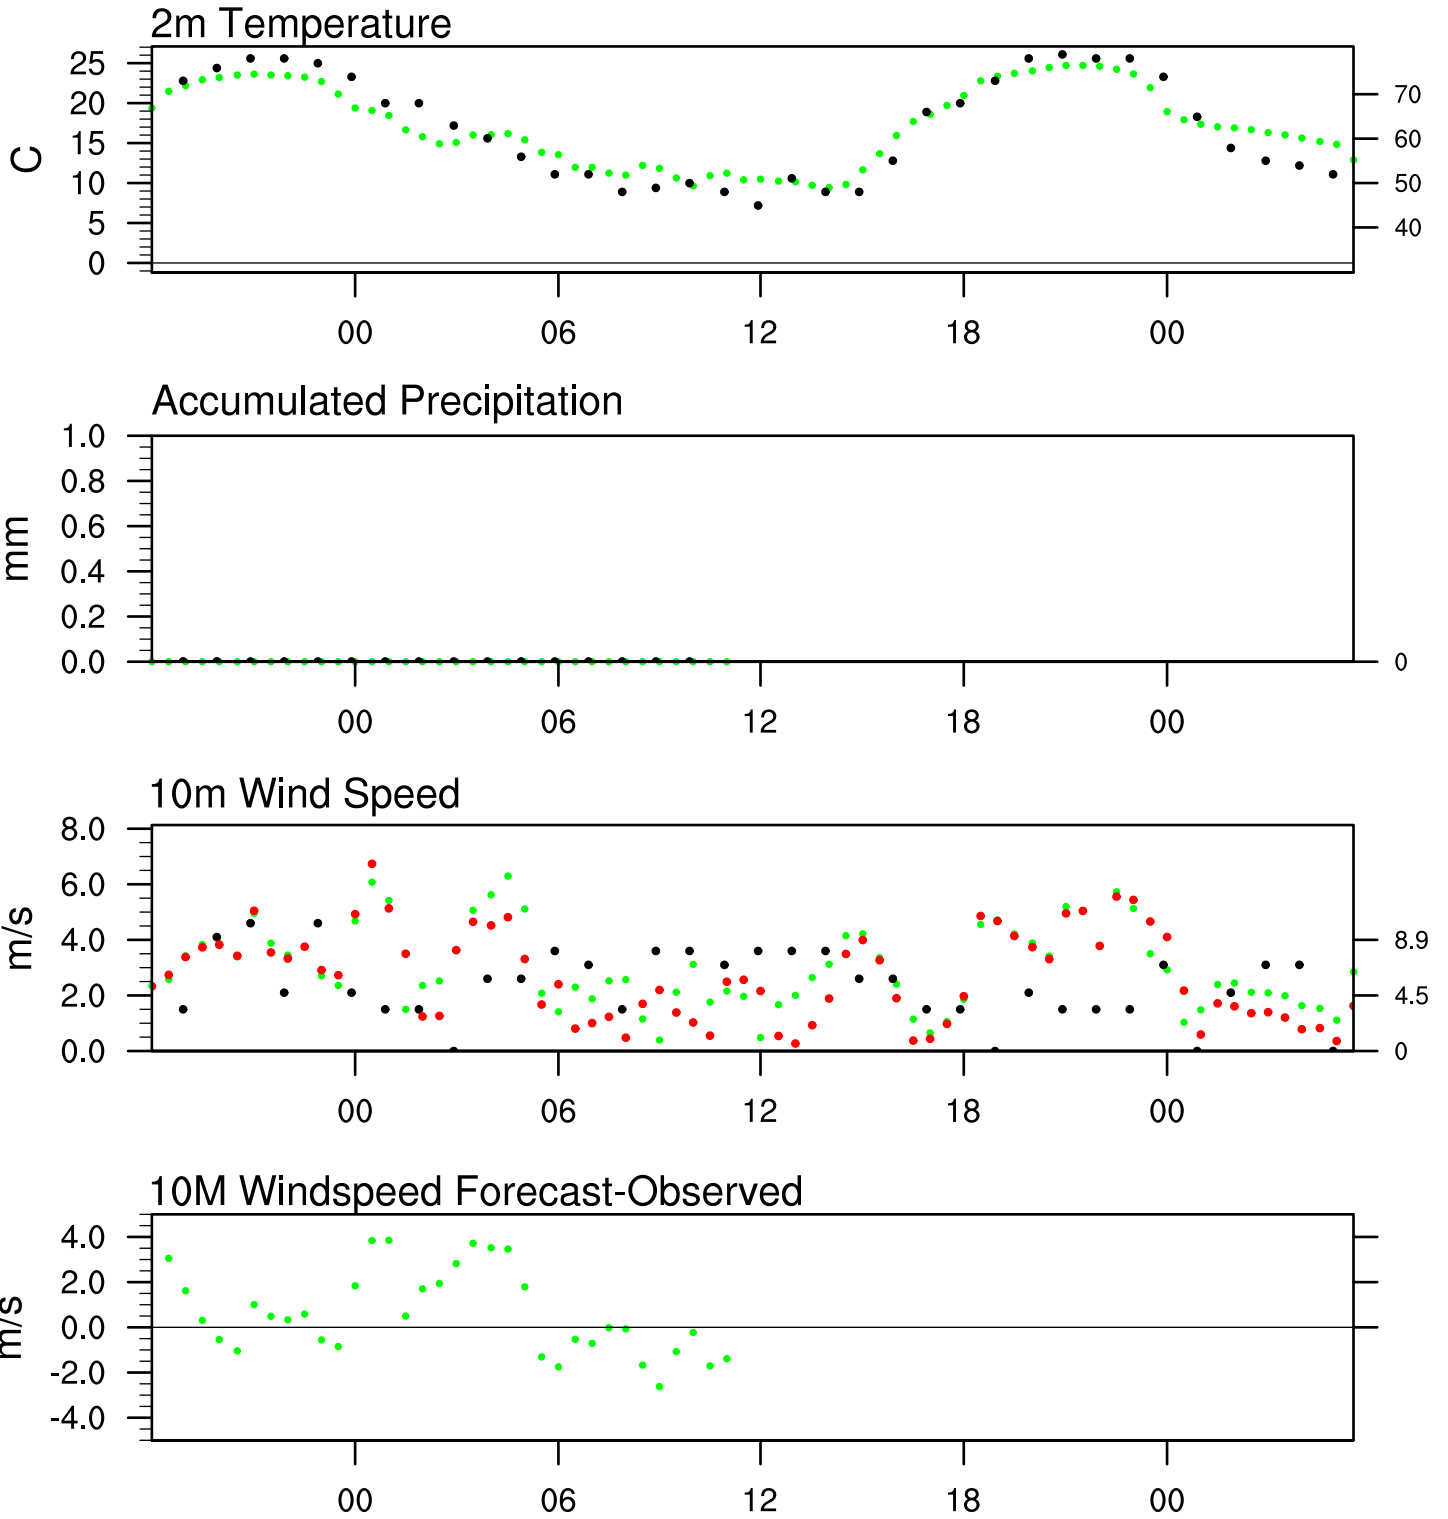 2m Temperature
25
20
15
10
5
0
C
70
60
50
40
00 06 12 18 00
Accumulated Precipitation
1.0
0.8
0.6
0.4
0.2
0.0
mm
0
00 06 12 18 00
10m Wind Speed
8.0
6.0
4.0
2.0
0.0
m/s
8.9
4.5
0
00 06 12 18 00
10M Windspeed Forecast-Observed
4.0
2.0
0.0
-2.0
-4.0
m/s
00 06 12 18 00